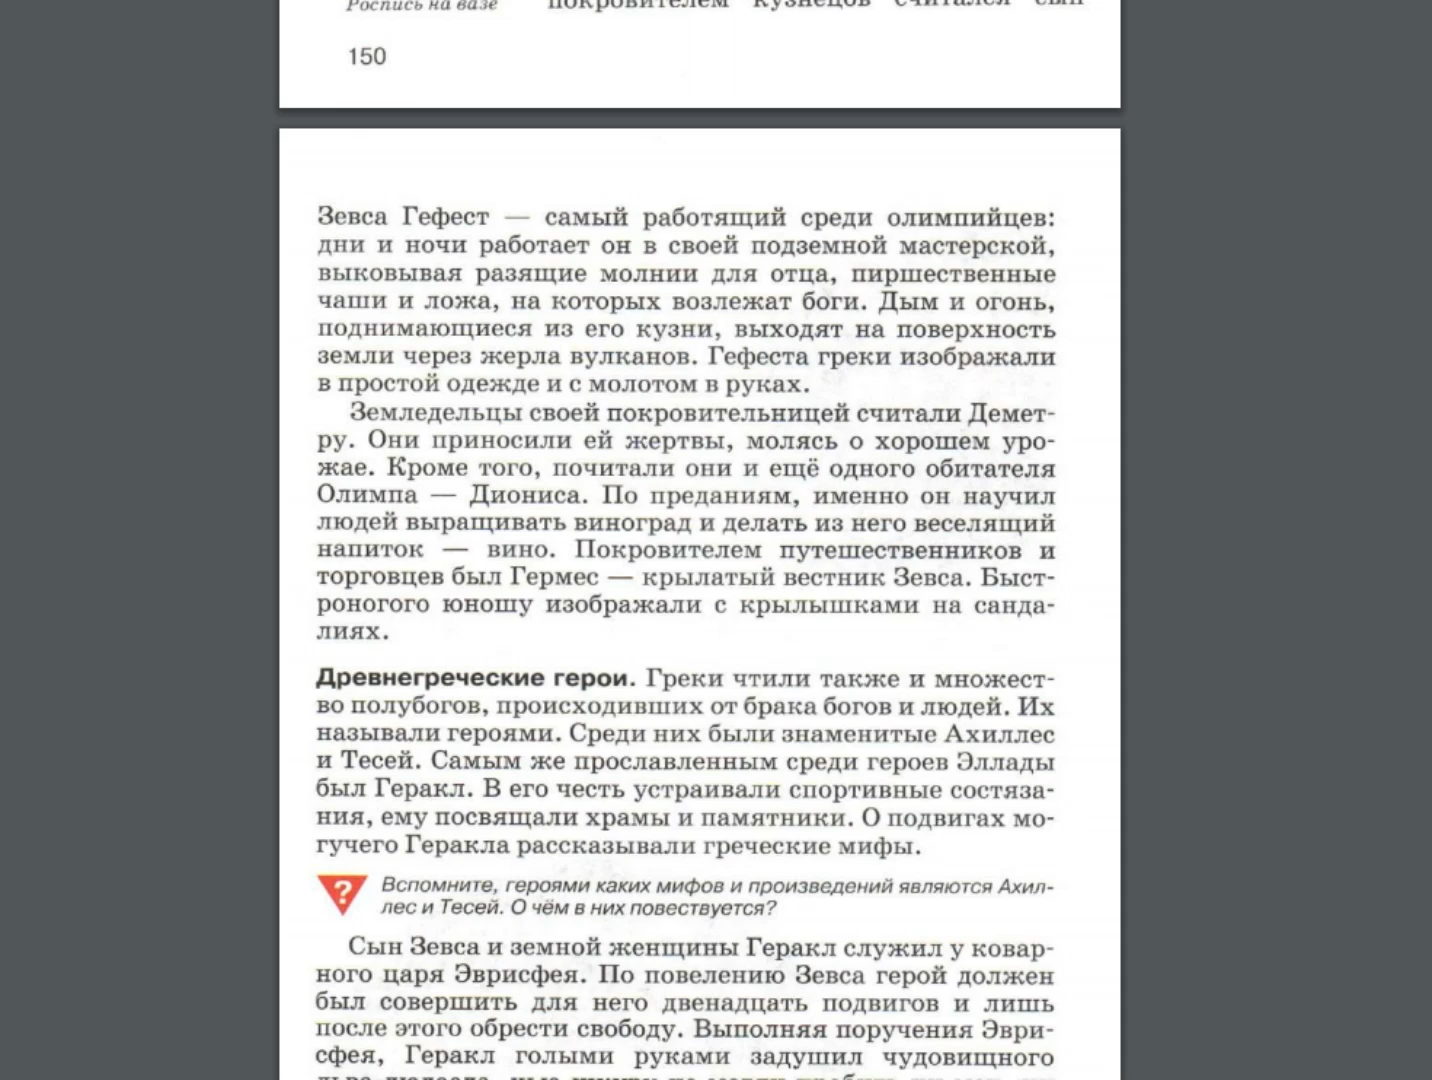 Роспись на вазе
покровителем кузнецов считался сын
150
Зевса Гефест — самый работящий среди олимпийцев:
дни и ночи работает он в своей подземной мастерской,
выковывая разящие молнии для отца, пиршественные
чаши и ложа, на которых возлежат боги. Дым и огонь,
поднимающиеся из его кузни, выходят на поверхность
земли через жерла вулканов. Гефеста греки изображали
в простой одежде и с молотом в руках.
Земледельцы своей покровительницей считали Демет-
ру. Они приносили ей жертвы, молясь о хорошем уро-
жае. Кроме того, почитали они и ещё одного обитателя
Олимпа — Диониса. По преданиям, именно он научил
людей выращивать виноград и делать из него веселящий
напиток — вино. Покровителем путешественников и
торговцев был Гермес — крылатый вестник Зевса. Быст-
роногого юношу изображали с крылышками на санда-
лиях.
Древнегреческие герои. Греки чтили также и множест-
во полубогов, происходивших от брака богов и людей. Их
называли героями. Среди них были знаменитые Ахиллес
и Тесей. Самым же прославленным среди героев Эллады
был Геракл. В его честь устраивали спортивные состяза-
ния, ему посвящали храмы и памятники. О подвигах мо-
гучего Геракла рассказывали греческие мифы.
?
Вспомните, героями каких мифов и произведений являются Ахил-
лес и Тесей. О чём в них повествуется?
Сын Зевса и земной женщины Геракл служил у ковар-
ного царя Эврисфея. По повелению Зевса герой должен
был совершить для него двенадцать подвигов и лишь
после этого обрести свободу. Выполняя поручения Эври-
сфея, Геракл голыми руками задушил чудовищного